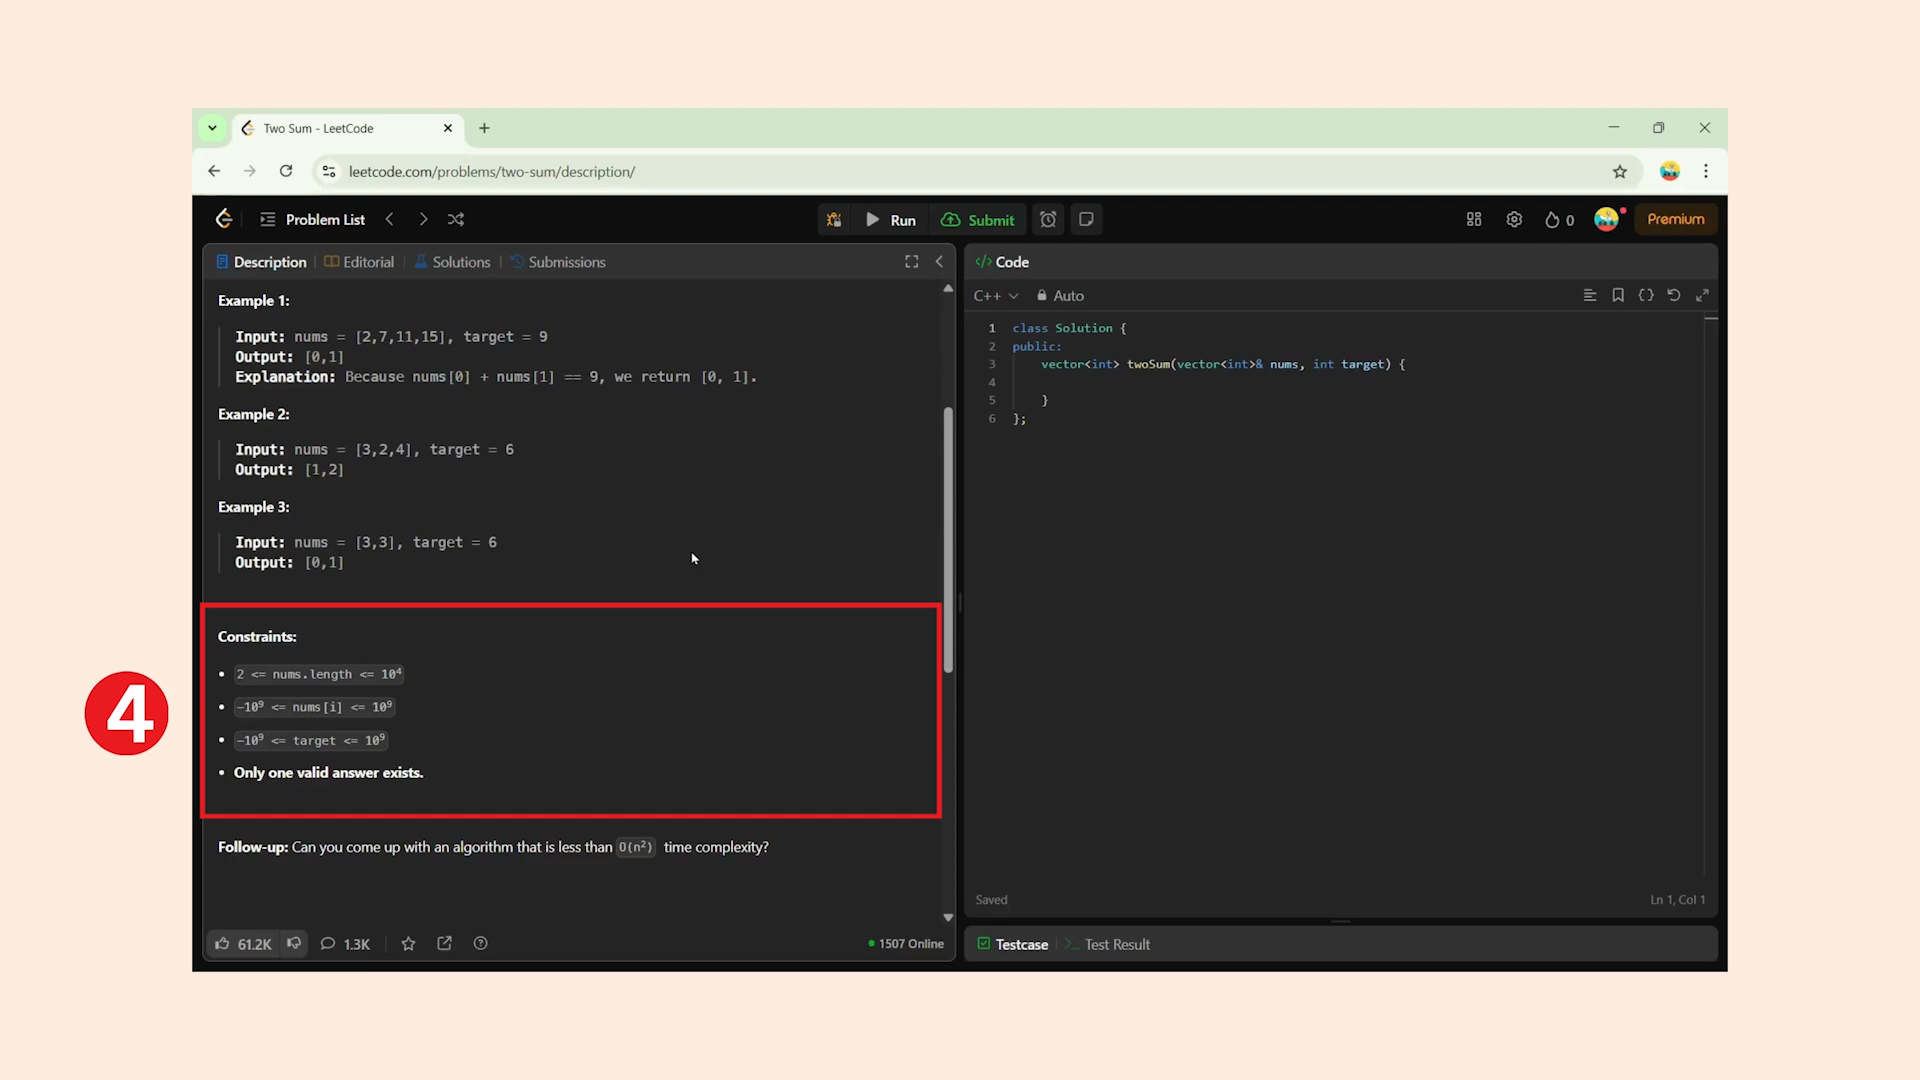 Two Sum - LeetCode
leetcode.com/problems/two-sum/description/
Problem List
Run
Submit
0
Premium
Description
Editorial
Solutions
Submissions
Example 1:
Input: nums = [2,7,11,15], target = 9
Output: [0,1]
Explanation: Because nums[0] + nums[1] == 9, we return [0, 1].
Example 2:
Input: nums = [3,2,4], target = 6
Output: [1,2]
Example 3:
Input: nums = [3,3], target = 6
Output: [0,1]
4
Constraints:
• 2 <= nums.length <= 10⁴
• -10⁹ <= nums[i] <= 10⁹
• -10⁹ <= target <= 10⁹
• Only one valid answer exists.
Follow-up: Can you come up with an algorithm that is less than O(n²) time complexity?
61.2K
1.3K
1507 Online
</> Code
C++
Auto
1 class Solution {
2 public:
3     vector<int> twoSum(vector<int>& nums, int target) {
4
5     }
6 };
Saved
Ln 1, Col 1
Testcase
Test Result